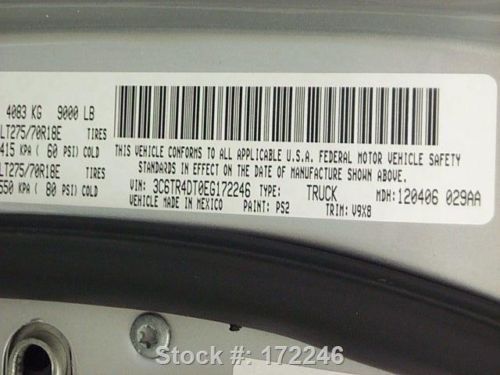 4083 KG 9000 LB
LT275/70R18E TIRES
415 KPA ( 60 PSI) COLD
LT275/70R18E TIRES
550 KPA ( 80 PSI) COLD
THIS VEHICLE CONFORMS TO ALL APPLICABLE U.S.A. FEDERAL MOTOR VEHICLE SAFETY
STANDARDS IN EFFECT ON THE DATE OF MANUFACTURE SHOWN ABOVE.
VIN: 3C6TR4DT0EG172246 TYPE: TRUCK MDH: 120406 029AA
VEHICLE MADE IN MEXICO PAINT: PS2 TRIM: V9X8
Stock #: 172246